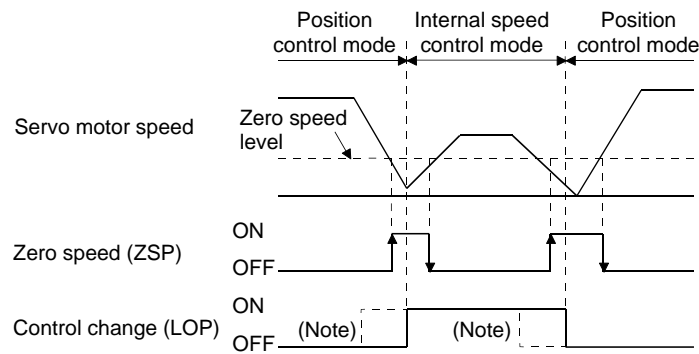 Position
control mode
Internal speed
control mode
Position
control mode
Servo motor speed
Zero speed
level
Zero speed (ZSP)
ON
OFF
Control change (LOP)
ON
OFF
(Note)
(Note)